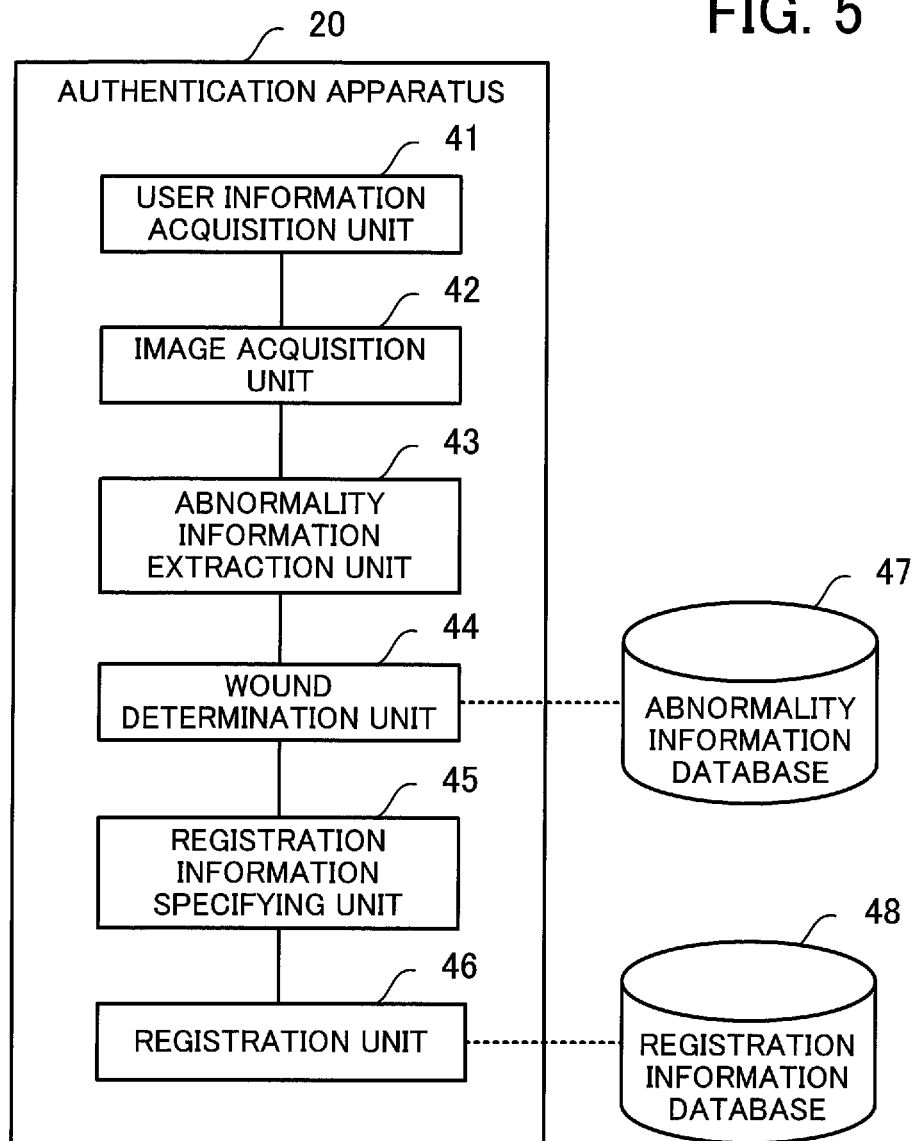 FIG. 5
20
AUTHENTICATION APPARATUS
41
USER INFORMATION
ACQUISITION UNIT
42
IMAGE ACQUISITION
UNIT
43
ABNORMALITY
INFORMATION
EXTRACTION UNIT
44
WOUND
DETERMINATION UNIT
47
ABNORMALITY
INFORMATION
DATABASE
45
REGISTRATION
INFORMATION
SPECIFYING UNIT
46
REGISTRATION UNIT
48
REGISTRATION
INFORMATION
DATABASE